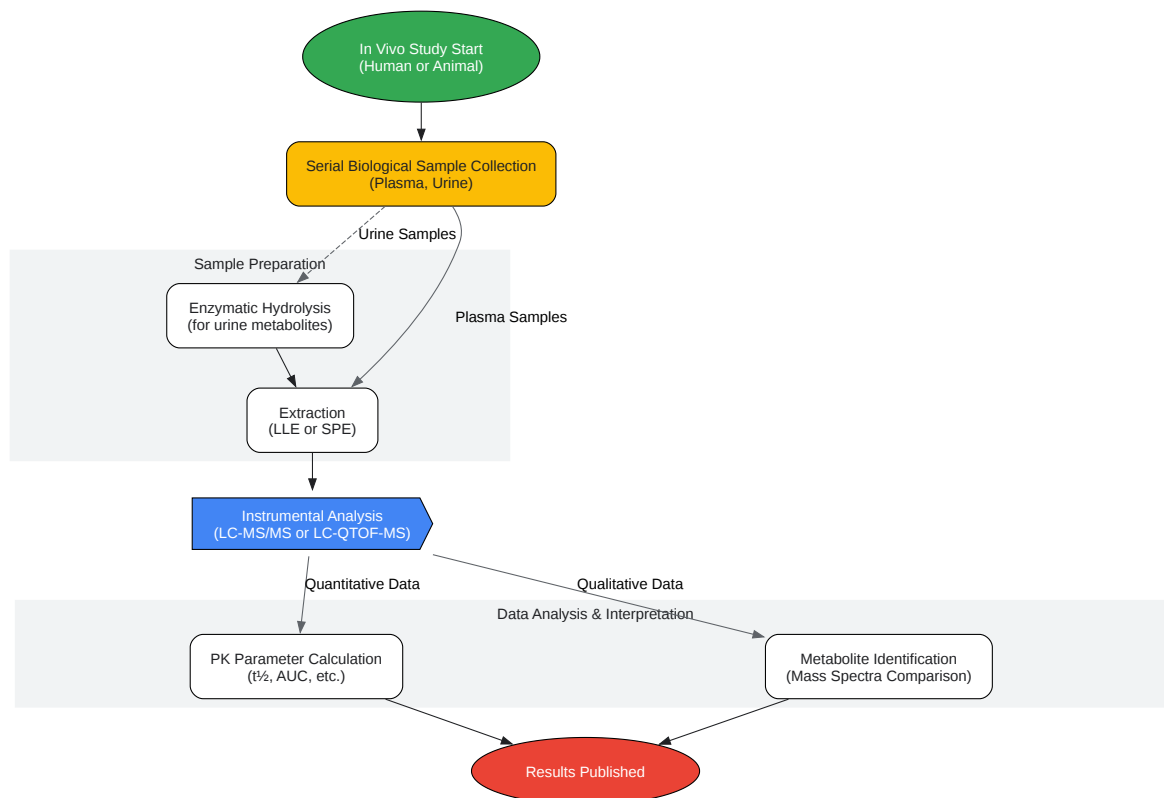 In Vivo Study Start
(Human or Animal)
Serial Biological Sample Collection
(Plasma, Urine)
Urine Samples
Sample Preparation
Enzymatic Hydrolysis
(for urine metabolites)
Plasma Samples
Extraction
(LLE or SPE)
Instrumental Analysis
(LC-MS/MS or LC-QTOF-MS)
Quantitative Data
Qualitative Data
Data Analysis & Interpretation
PK Parameter Calculation
(t½, AUC, etc.)
Metabolite Identification
(Mass Spectra Comparison)
Results Published